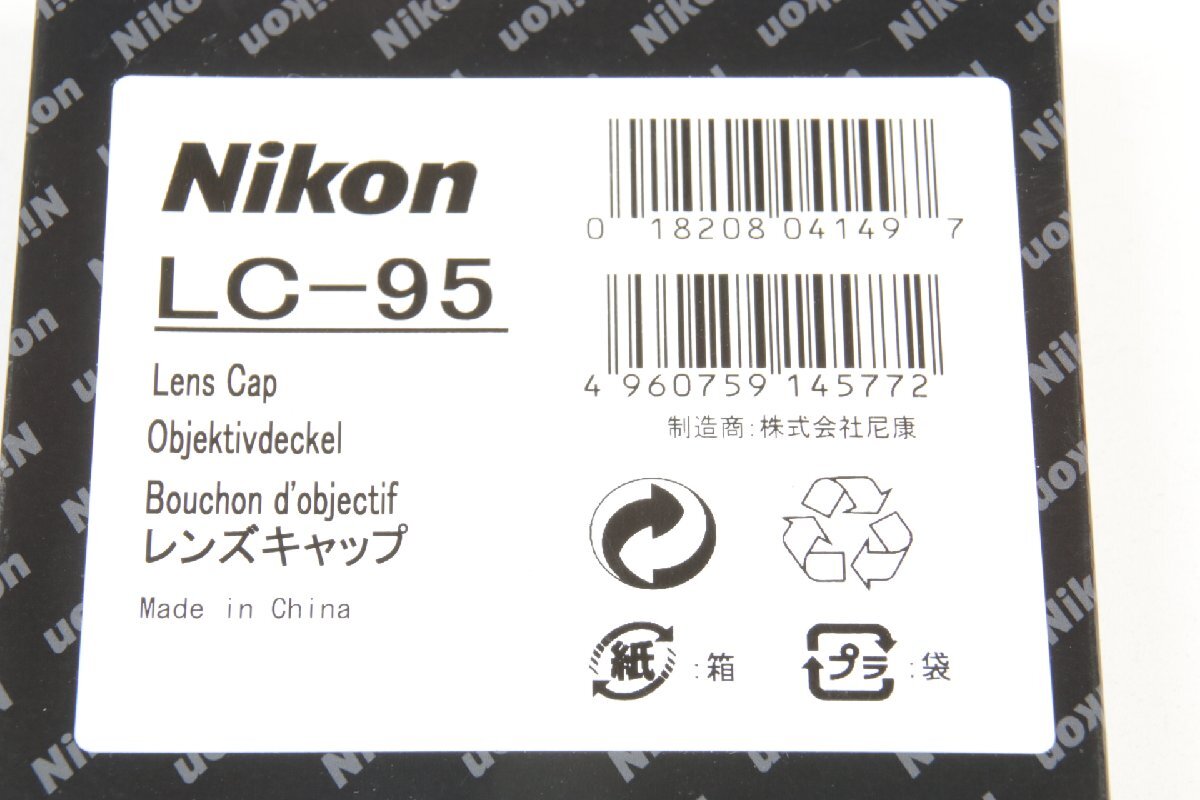 Nikon
LC-95
Lens Cap
Objektivdeckel
Bouchon d'objectif
レンズキャップ
Made in China
0 18208 04149 7
4 960759 145772
制造商:株式会社尼康
紙 :箱
プラ :袋